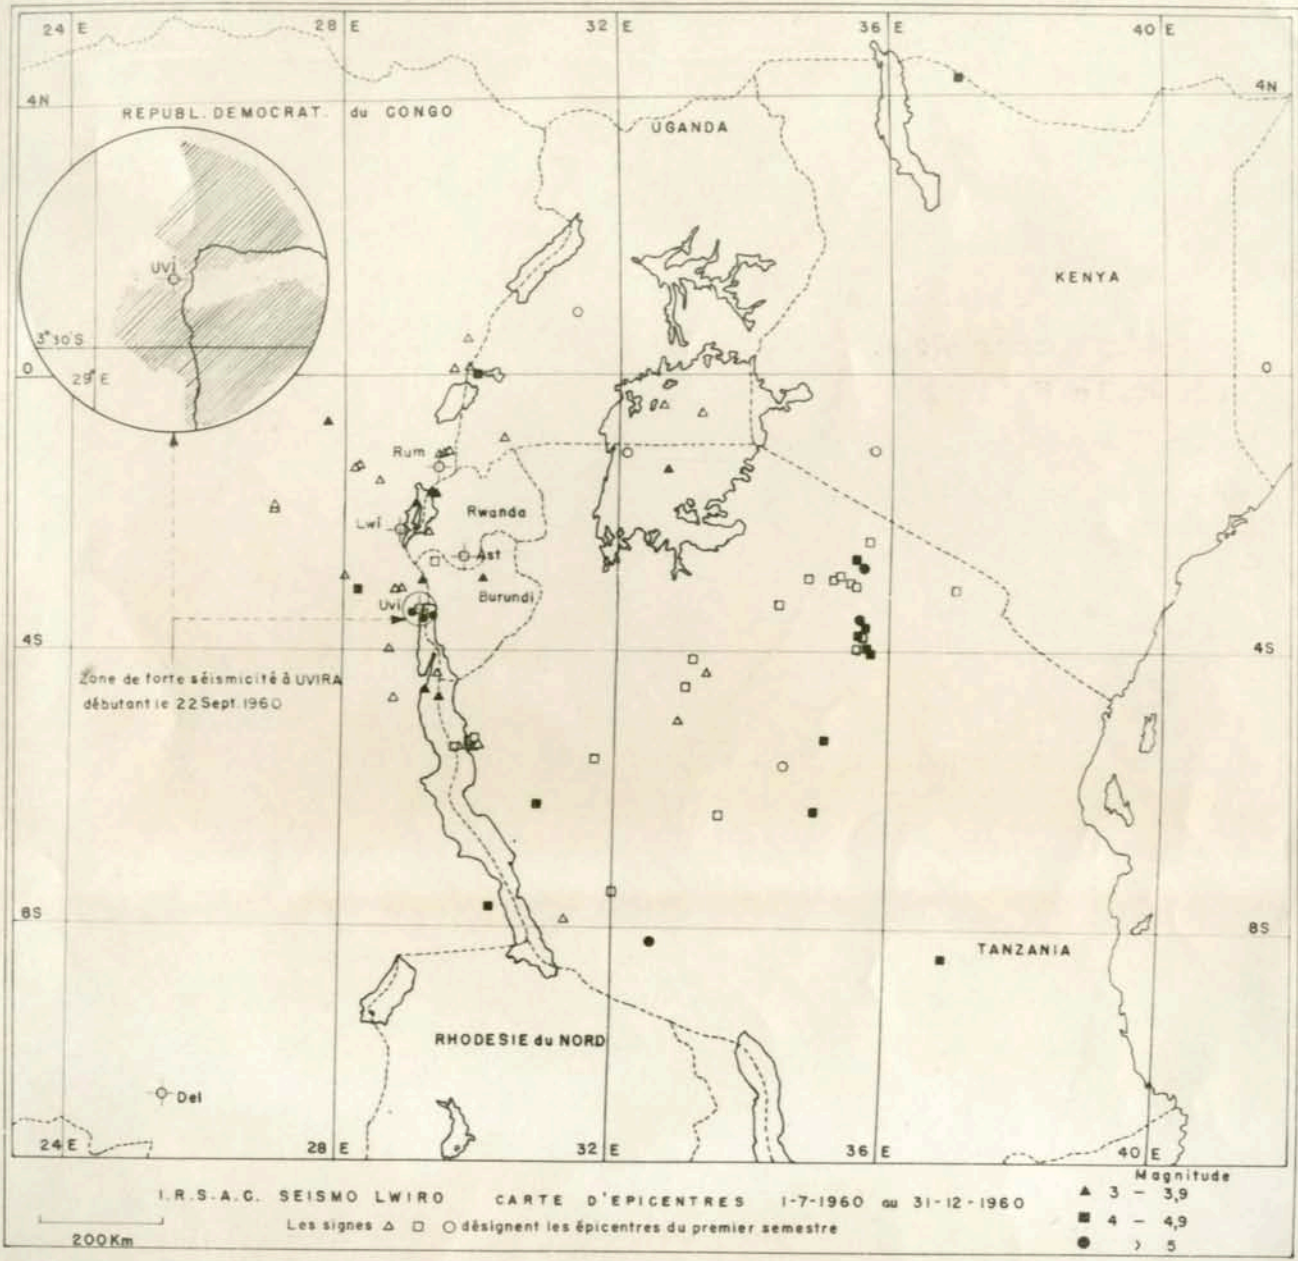 24 E 28 E 32 E 36 E 40 E
4N 4N
REPUBL. DEMOCRAT. du CONGO
UGANDA
KENYA
UVI
3°30'S
29°E
0 0
Rum
Lwi
Rwanda
Ast
Burundi
Uvi
4S 4S
Zone de forte séismicité à UVIRA
débutant le 22 Sept. 1960
8S 8S
TANZANIA
RHODESIE du NORD
Del
24 E 28 E 32 E 36 E 40 E
I.R.S.A.C. SEISMO LWIRO CARTE D'EPICENTRES 1-7-1960 au 31-12-1960
Les signes △ □ ○ désignent les épicentres du premier semestre
200Km
Magnitude
▲ 3 - 3,9
■ 4 - 4,9
● > 5